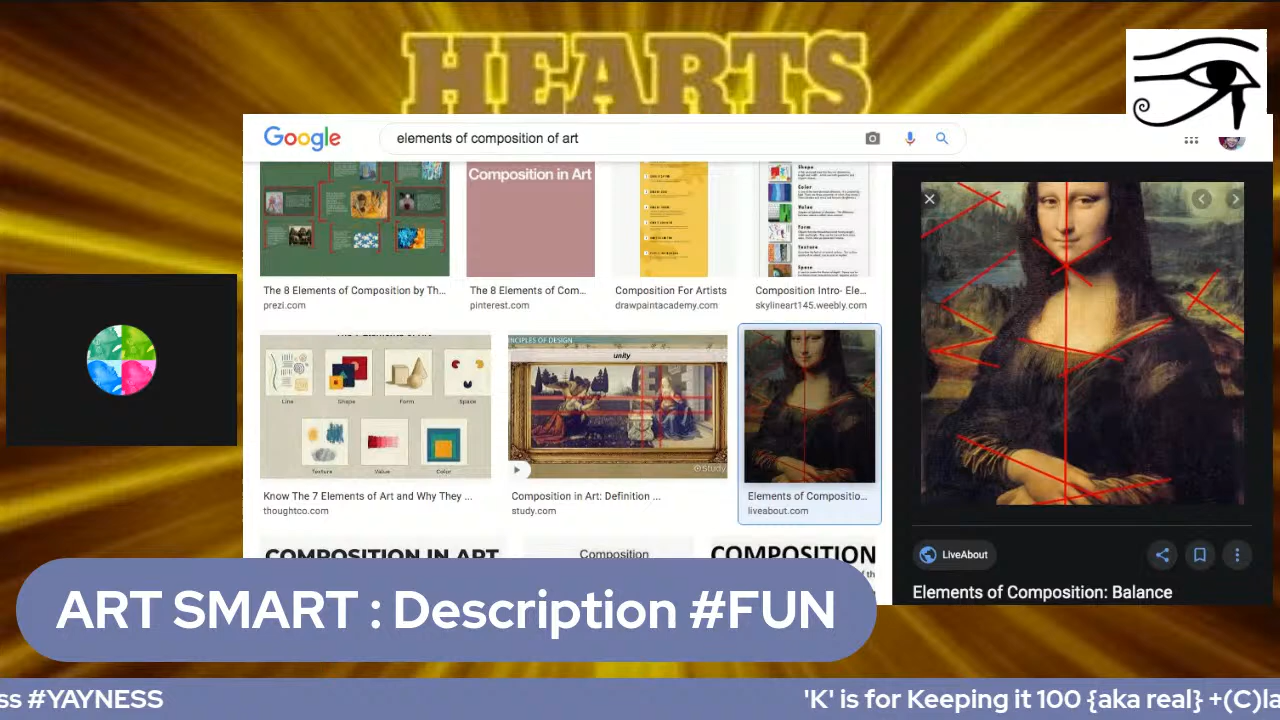 HEARTS
Google
elements of composition of art
Composition in Art
Shape
Color
Value
Form
Texture
Space
The 8 Elements of Composition by Th...
prezi.com
The 8 Elements of Com...
pinterest.com
Composition For Artists
drawpaintacademy.com
Composition Intro- Ele...
skylineart145.weebly.com
Line
Shape
Form
Space
Texture
Value
Color
NCIPLES OF DESIGN
unity
Study
Know The 7 Elements of Art and Why They ...
thoughtco.com
Composition in Art: Definition ...
study.com
Elements of Compositio...
liveabout.com
COMPOSITION IN ART
Composition
COMPOSITION
LiveAbout
Elements of Composition: Balance
ART SMART : Description #FUN
ss #YAYNESS
'K' is for Keeping it 100 {aka real} +(C)la